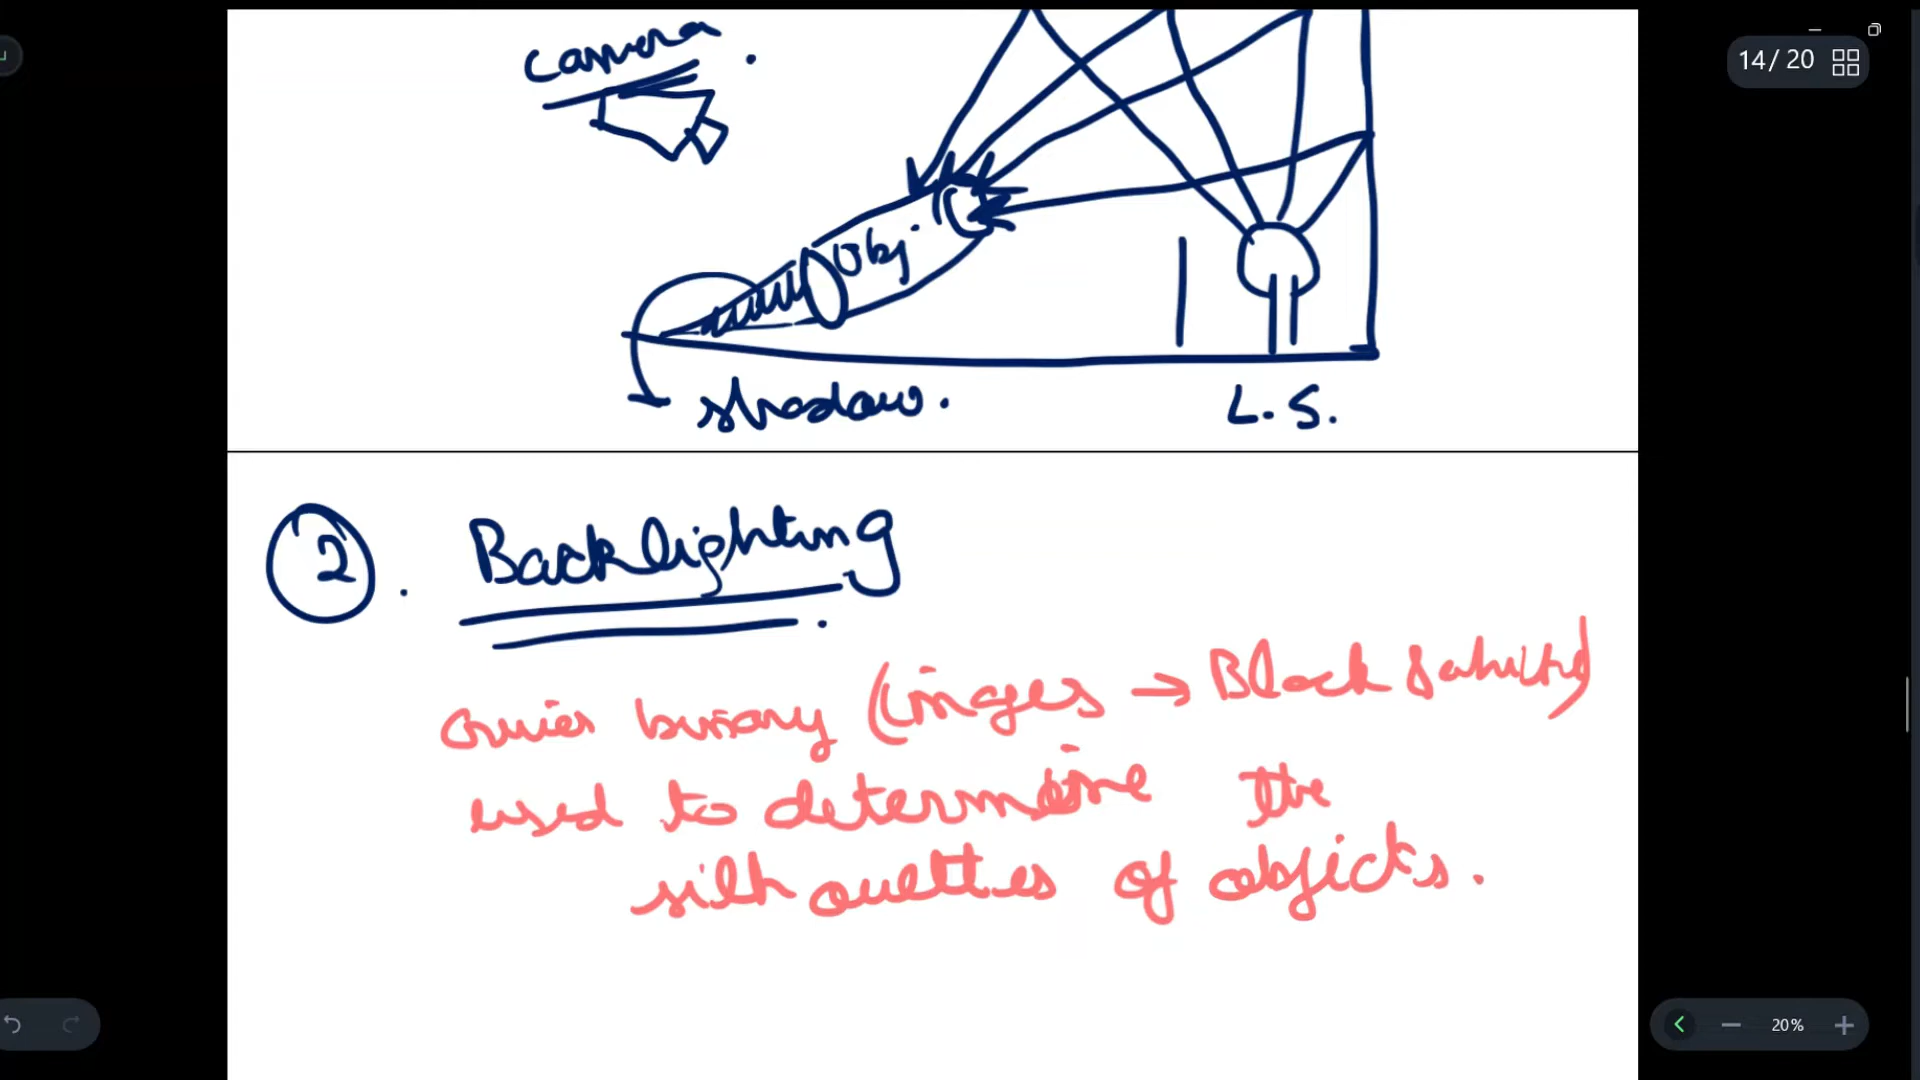 camera.
14/ 20
Obj.
shadow.
L.S.
2. Backlighting.
binary (images → Black & white)
used to determine the
silhouettes of objects.
20%